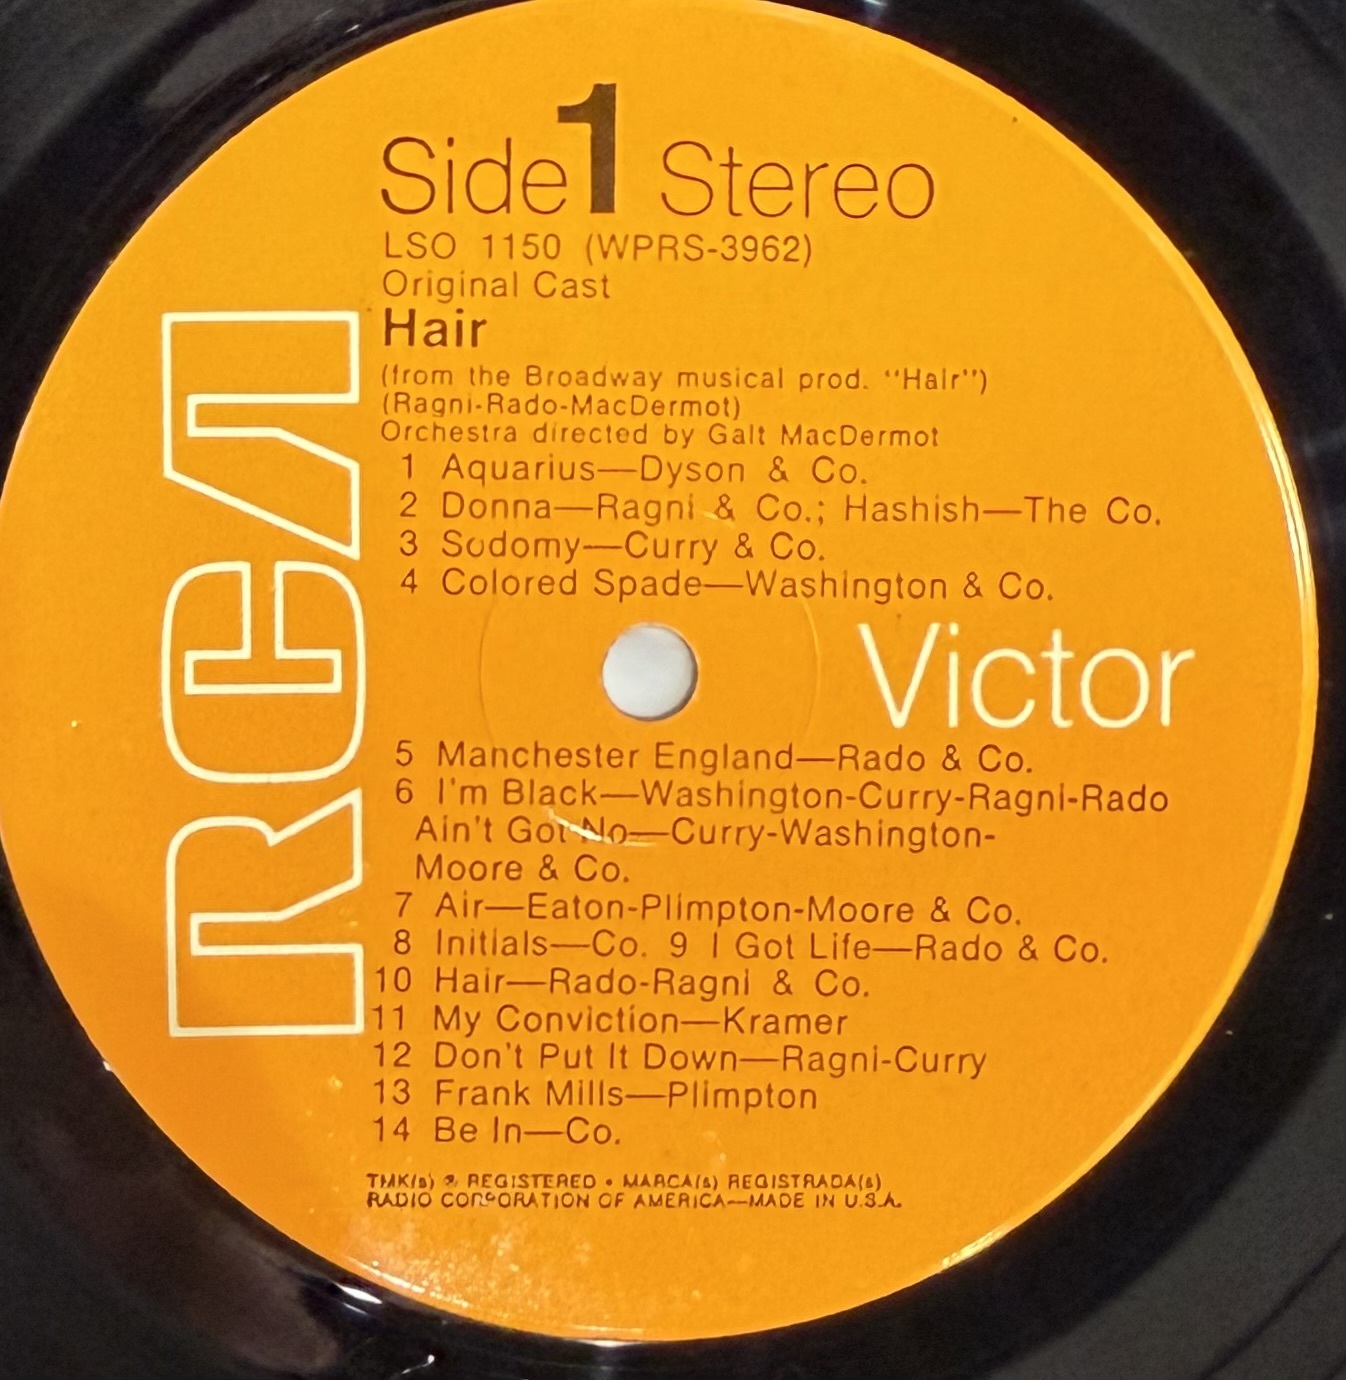 Side 1 Stereo
LSO 1150 (WPRS-3962)
Original Cast
Hair
(from the Broadway musical prod. "Hair")
(Ragni-Rado-MacDermot)
Orchestra directed by Galt MacDermot
1 Aquarius—Dyson & Co.
2 Donna—Ragni & Co.; Hashish—The Co.
3 Sodomy—Curry & Co.
4 Colored Spade—Washington & Co.
RCA
Victor
5 Manchester England—Rado & Co.
6 I'm Black—Washington-Curry-Ragni-Rado
Ain't Got No—Curry-Washington-
Moore & Co.
7 Air—Eaton-Plimpton-Moore & Co.
8 Initials—Co. 9 I Got Life—Rado & Co.
10 Hair—Rado-Ragni & Co.
11 My Conviction—Kramer
12 Don't Put It Down—Ragni-Curry
13 Frank Mills—Plimpton
14 Be In—Co.
TMK(s) ® REGISTERED • MARCA(s) REGISTRADA(s)
RADIO CORPORATION OF AMERICA—MADE IN U.S.A.